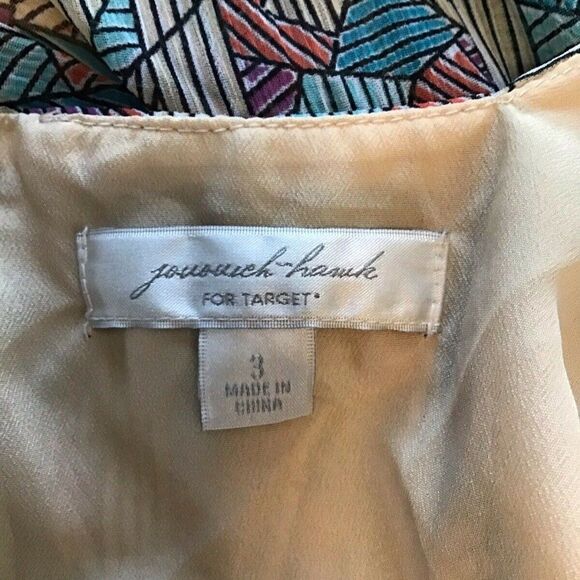 jovovich-hawk
FOR TARGET®
3
MADE IN
CHINA